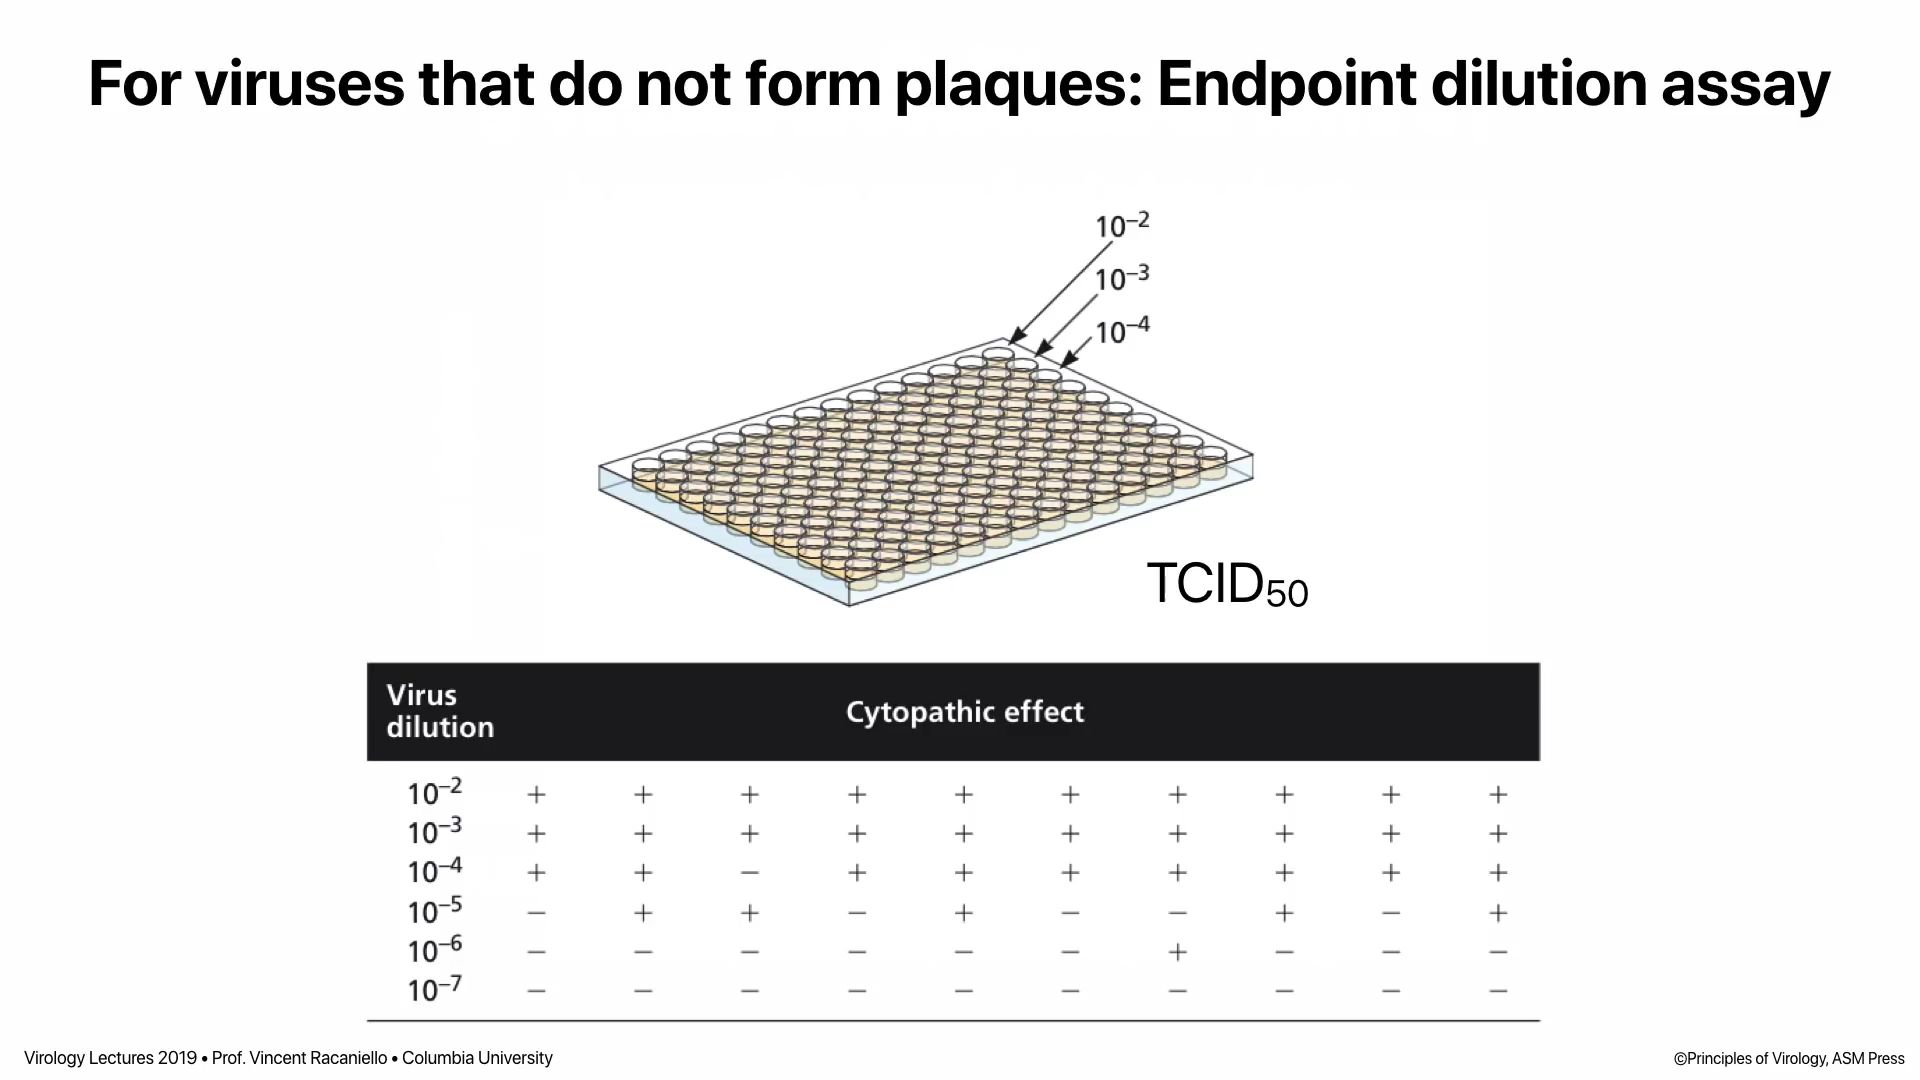 For viruses that do not form plaques: Endpoint dilution assay
10⁻²
10⁻³
10⁻⁴
TCID₅₀
Virus dilution Cytopathic effect
10⁻² + + + + + + + + + +
10⁻³ + + + + + + + + + +
10⁻⁴ + + − + + + + + + +
10⁻⁵ − + + − + − − + − +
10⁻⁶ − − − − − − + − − −
10⁻⁷ − − − − − − − − − −
Virology Lectures 2019 • Prof. Vincent Racaniello • Columbia University
©Principles of Virology, ASM Press